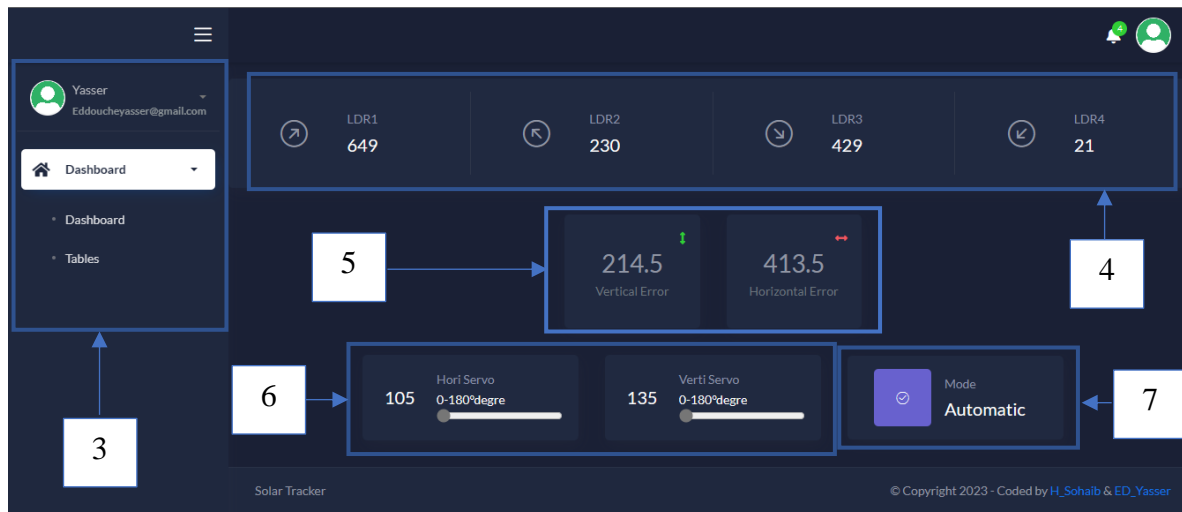 4
Yasser
Eddoucheyasser@gmail.com
Dashboard
Dashboard
Tables
LDR1
649
LDR2
230
LDR3
429
LDR4
21
5
4
214.5
Vertical Error
413.5
Horizontal Error
6
105
Hori Servo
0-180°degre
135
Verti Servo
0-180°degre
Mode
Automatic
7
3
Solar Tracker
© Copyright 2023 - Coded by H_Sohaib & ED_Yasser